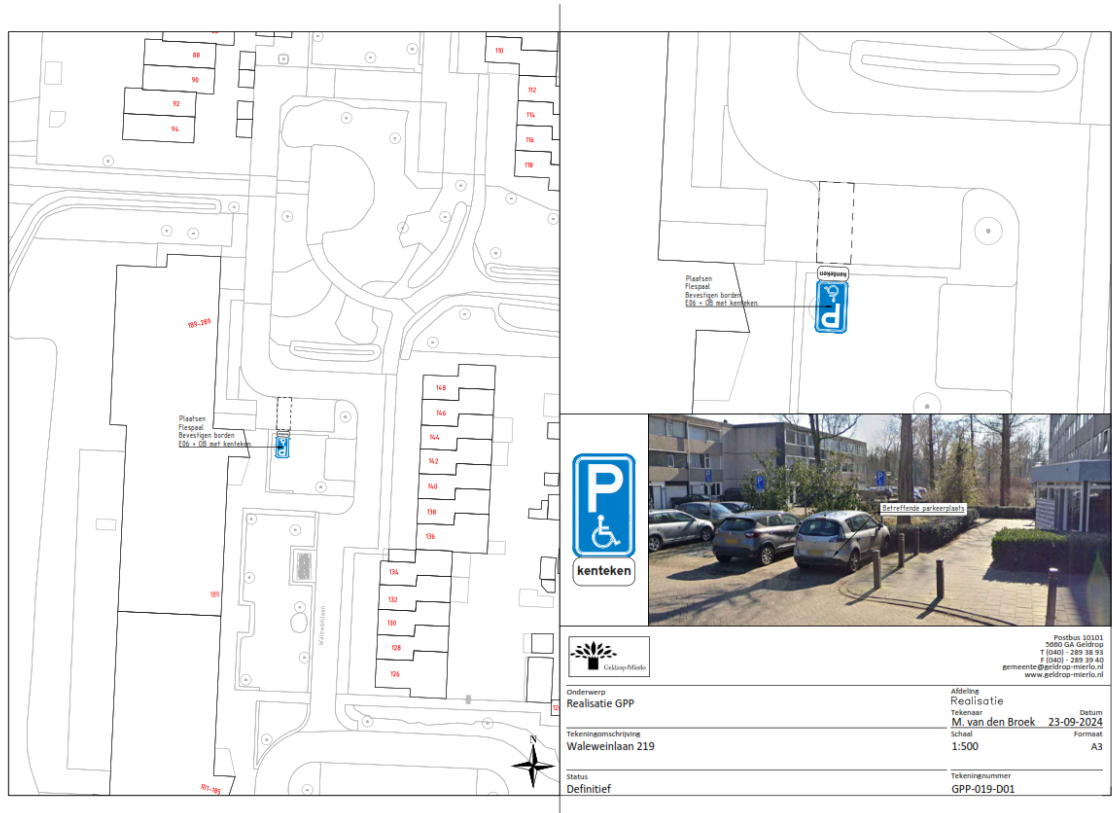 88
90
92
94
110
112
114
116
118
189-289
148
146
144
142
140
138
136
134
132
130
128
126
Plaatsen
Flespaal
Bevestigen borden
E06 + OB met kenteken.
Waleweinlaan
N
Plaatsen
Flespaal
Bevestigen borden
E06 + OB met kenteken.
kenteken
P
P
kenteken
Betreffende parkeerplaats
Geldrop-Mierlo
Postbus 10101
5660 GA Geldrop
T (040) - 289 38 93
F (040) - 289 39 40
gemeente@geldrop-mierlo.nl
www.geldrop-mierlo.nl
Onderwerp
Realisatie GPP
Afdeling
Realisatie
Tekenaar Datum
M. van den Broek 23-09-2024
Tekeningomschrijving
Waleweinlaan 219
Schaal Formaat
1:500 A3
Status
Definitief
Tekeningnummer
GPP-019-D01